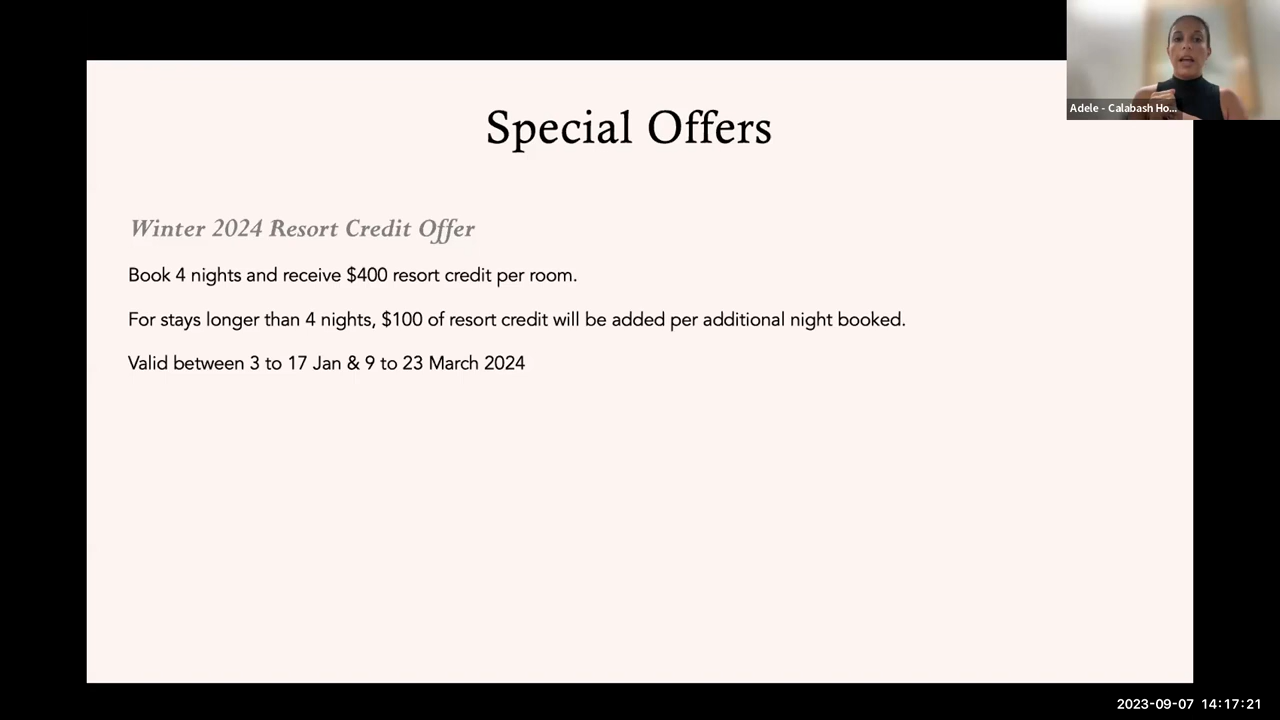 Special Offers
Adele - Calabash Ho...
Winter 2024 Resort Credit Offer
Book 4 nights and receive $400 resort credit per room.
For stays longer than 4 nights, $100 of resort credit will be added per additional night booked.
Valid between 3 to 17 Jan & 9 to 23 March 2024
2023-09-07 14:17:21